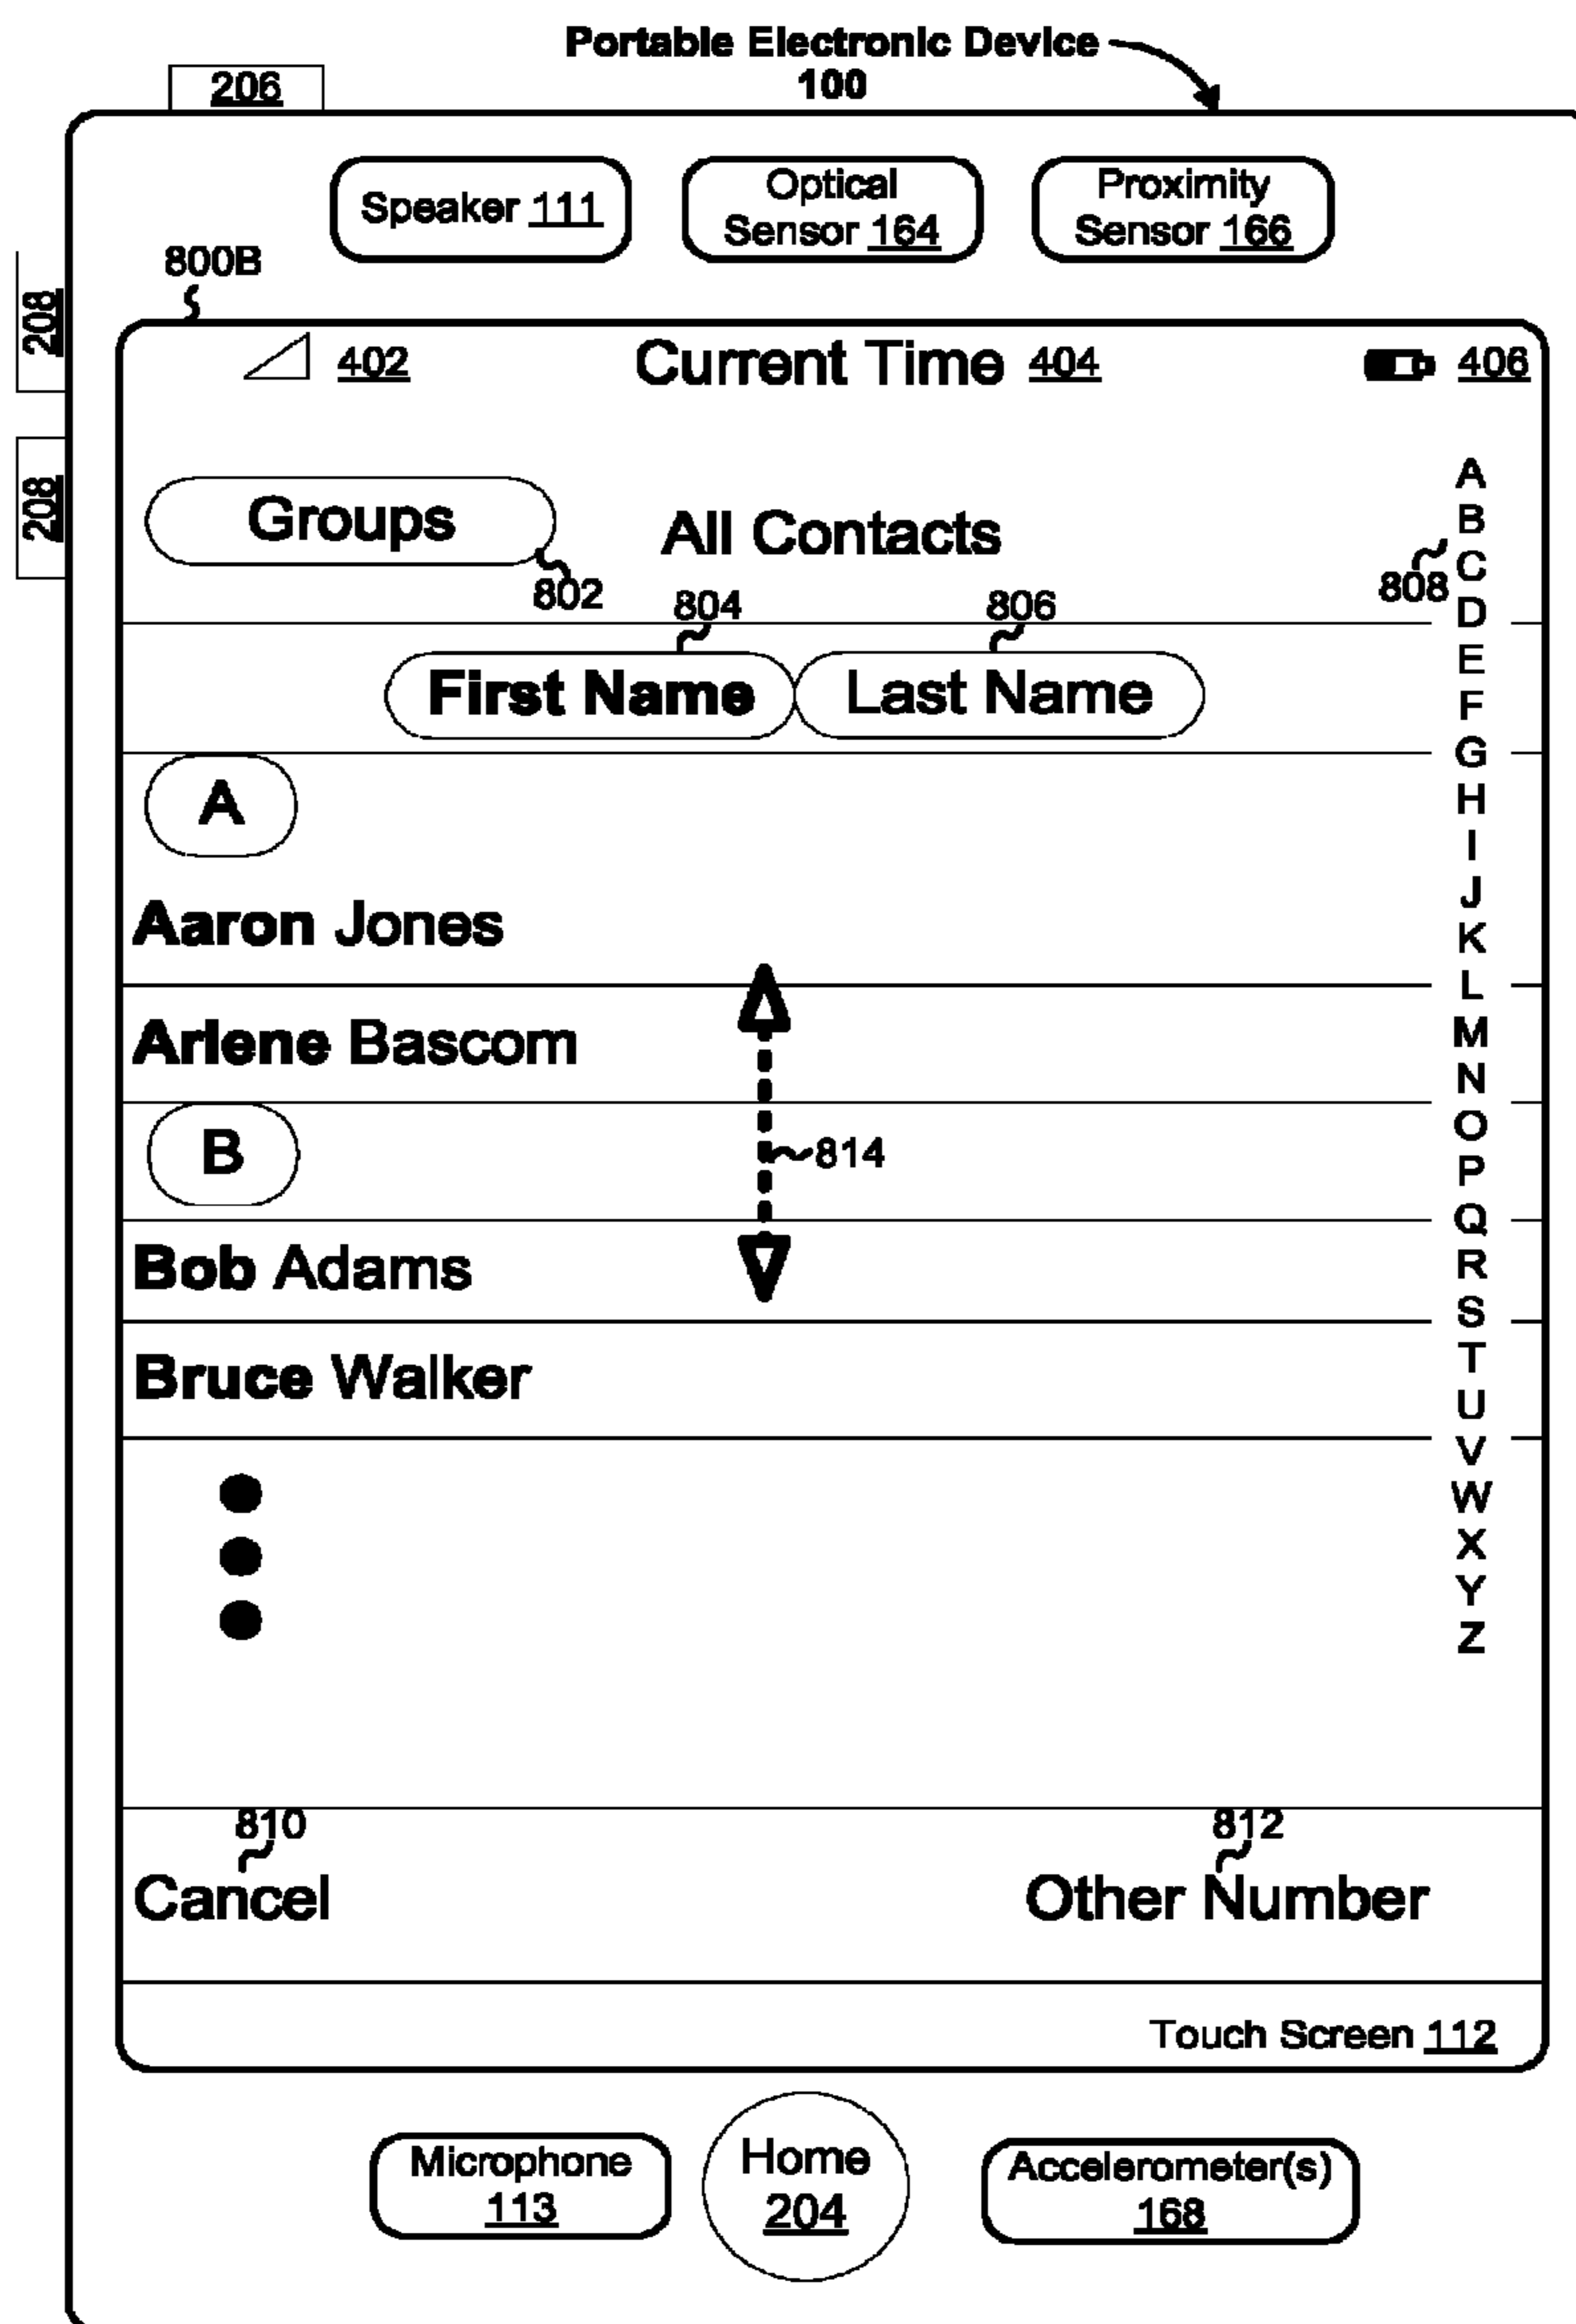 Portable Electronic Device
100
206
Speaker 111
Optical
Sensor 164
Proximity
Sensor 166
800B
208
208
402
Current Time 404
406
Groups
All Contacts
802
804
806
808
First Name
Last Name
A
Aaron Jones
Arlene Bascom
B
814
Bob Adams
Bruce Walker
A
B
C
D
E
F
G
H
I
J
K
L
M
N
O
P
Q
R
S
T
U
V
W
X
Y
Z
810
812
Cancel
Other Number
Touch Screen 112
Microphone
113
Home
204
Accelerometer(s)
168